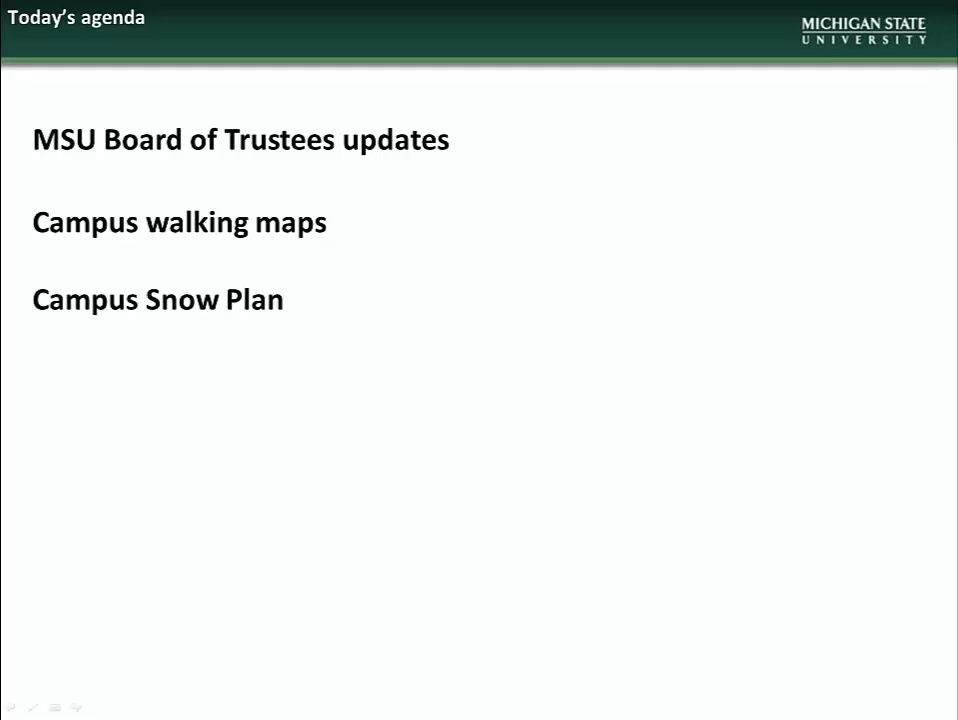 Today's agenda
MICHIGAN STATE
UNIVERSITY
MSU Board of Trustees updates
Campus walking maps
Campus Snow Plan